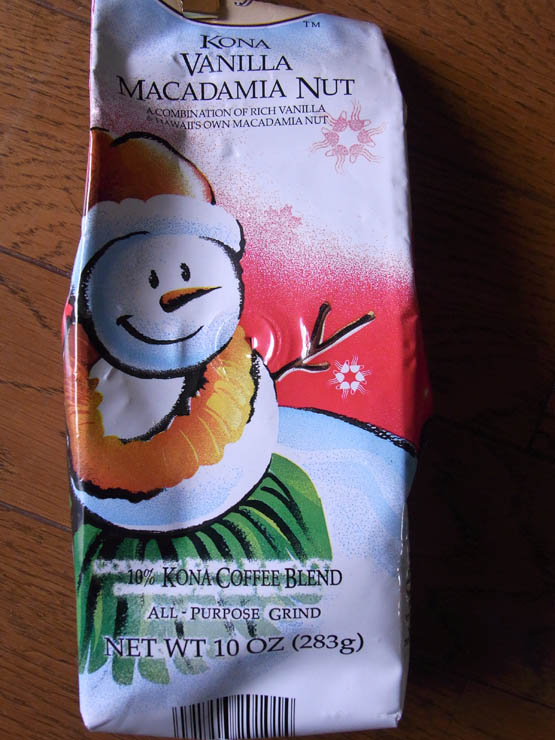 TM
KONA
VANILLA
MACADAMIA NUT
A COMBINATION OF RICH VANILLA
& HAWAII'S OWN MACADAMIA NUT
10% KONA COFFEE BLEND
ALL-PURPOSE GRIND
NET WT 10 OZ (283g)